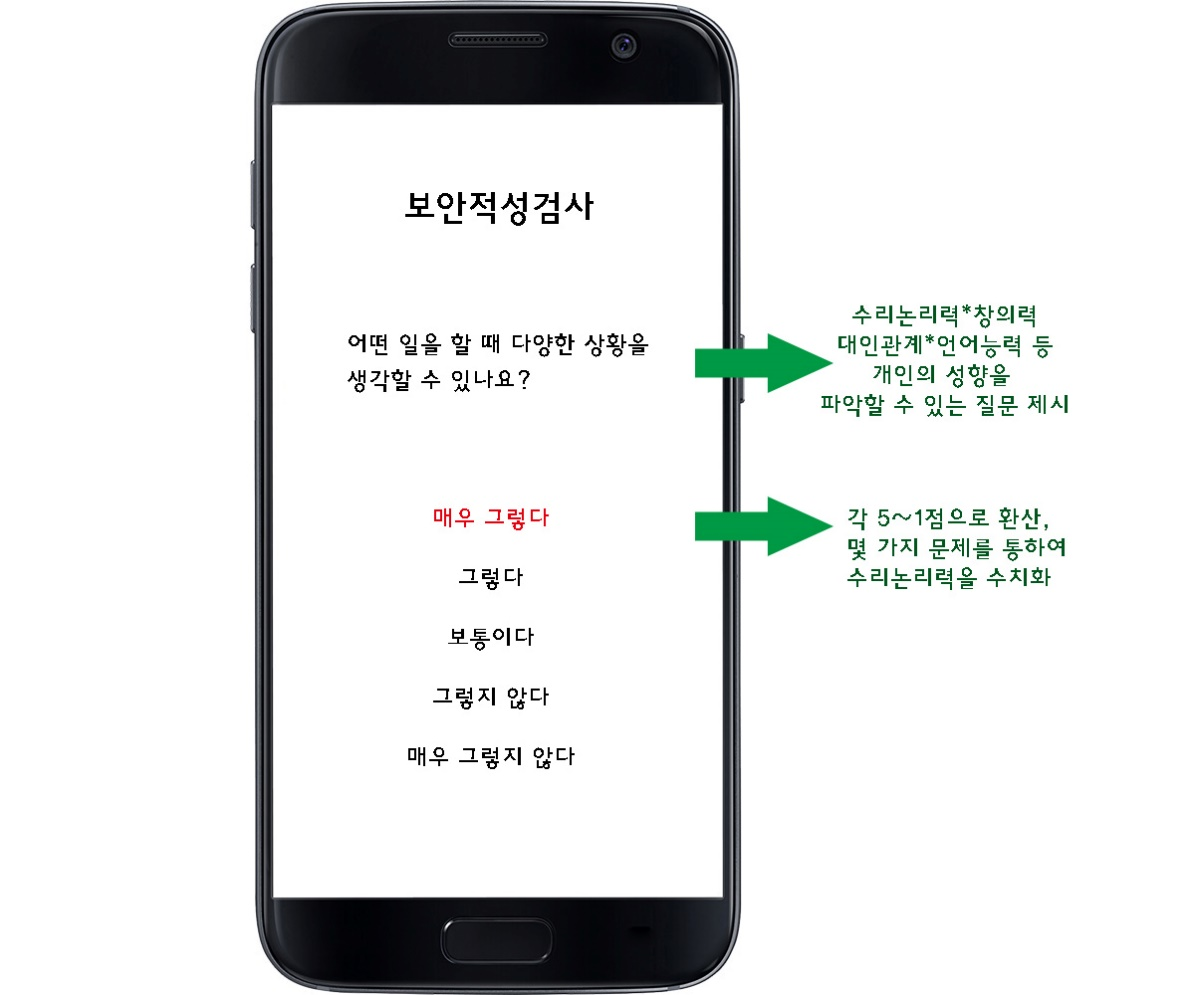 보안적성검사
어떤 일을 할 때 다양한 상황을
생각할 수 있나요?
수리논리력*창의력
대인관계*언어능력 등
개인의 성향을
파악할 수 있는 질문 제시
매우 그렇다
그렇다
보통이다
그렇지 않다
매우 그렇지 않다
각 5~1점으로 환산,
몇 가지 문제를 통하여
수리논리력을 수치화